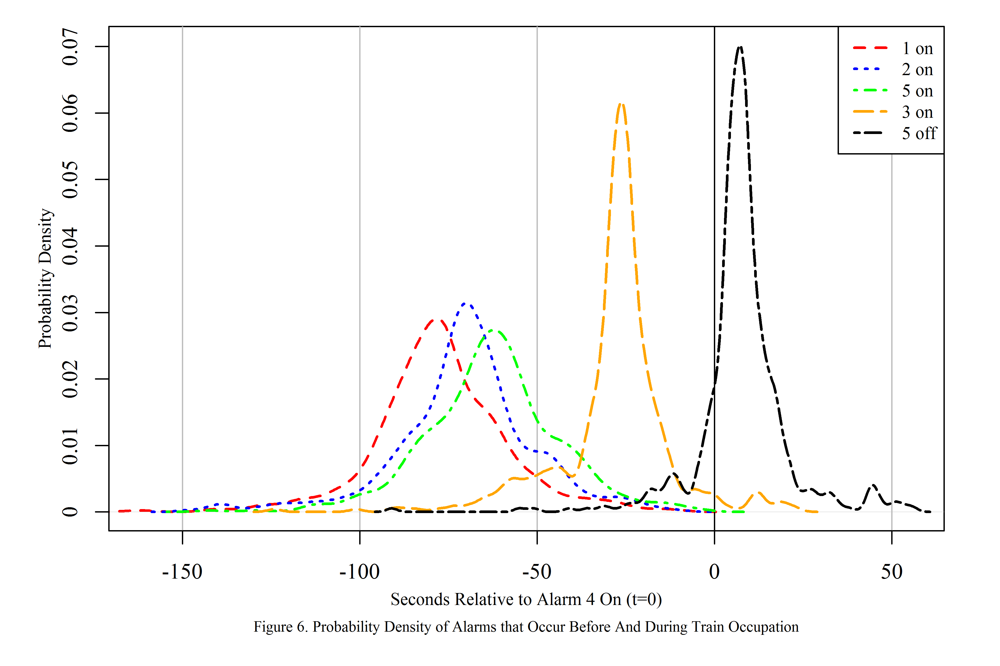 0.07
0.06
0.05
0.04
0.03
0.02
0.01
0
Probability Density
1 on
2 on
5 on
3 on
5 off
-150 -100 -50 0 50
Seconds Relative to Alarm 4 On (t=0)
Figure 6. Probability Density of Alarms that Occur Before And During Train Occupation